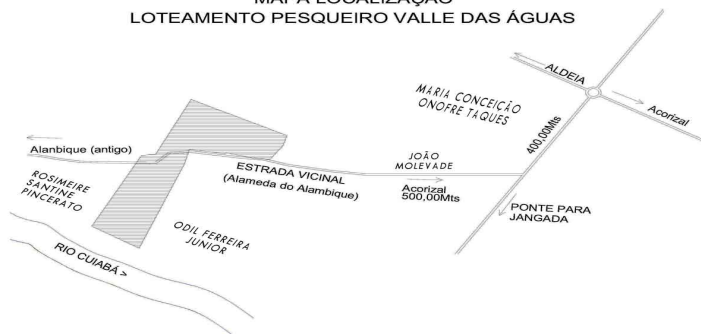 MAPA LOCALIZAÇÃO
LOTEAMENTO PESQUEIRO VALLE DAS ÁGUAS
ALDEIA
Acorizal
MARIA CONCEIÇÃO
ONOFRE TAQUES
400,00Mts
Alanbique (antigo)
JOÃO
MOLEVADE
ESTRADA VICINAL
(Alameda do Alambique)
Acorizal
500,00Mts
ROSIMEIRE
SANTINE
PINCERATO
PONTE PARA
JANGADA
ODIL FERREIRA
JUNIOR
RIO CUIABÁ >